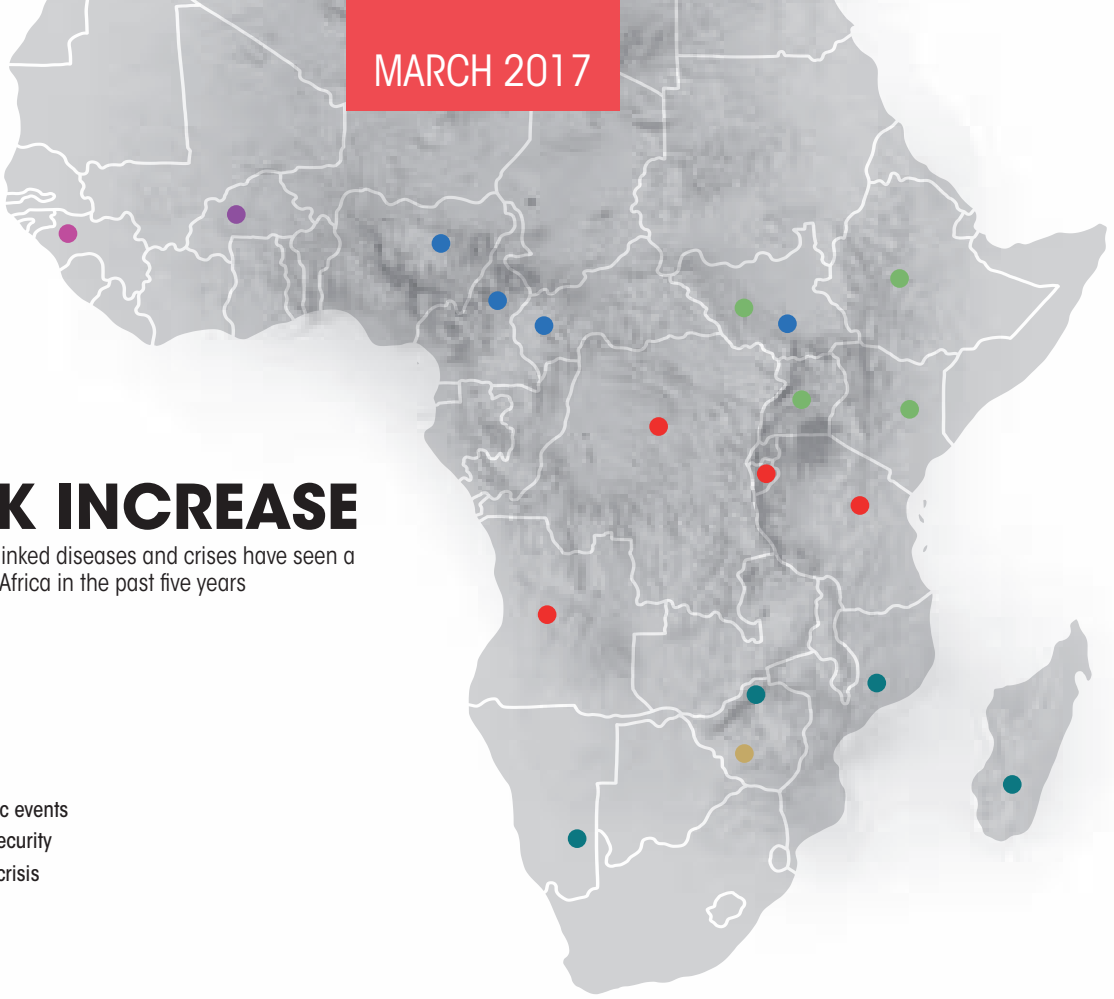 MARCH 2017
K INCREASE
inked diseases and crises have seen a
Africa in the past five years
c events
ecurity
crisis